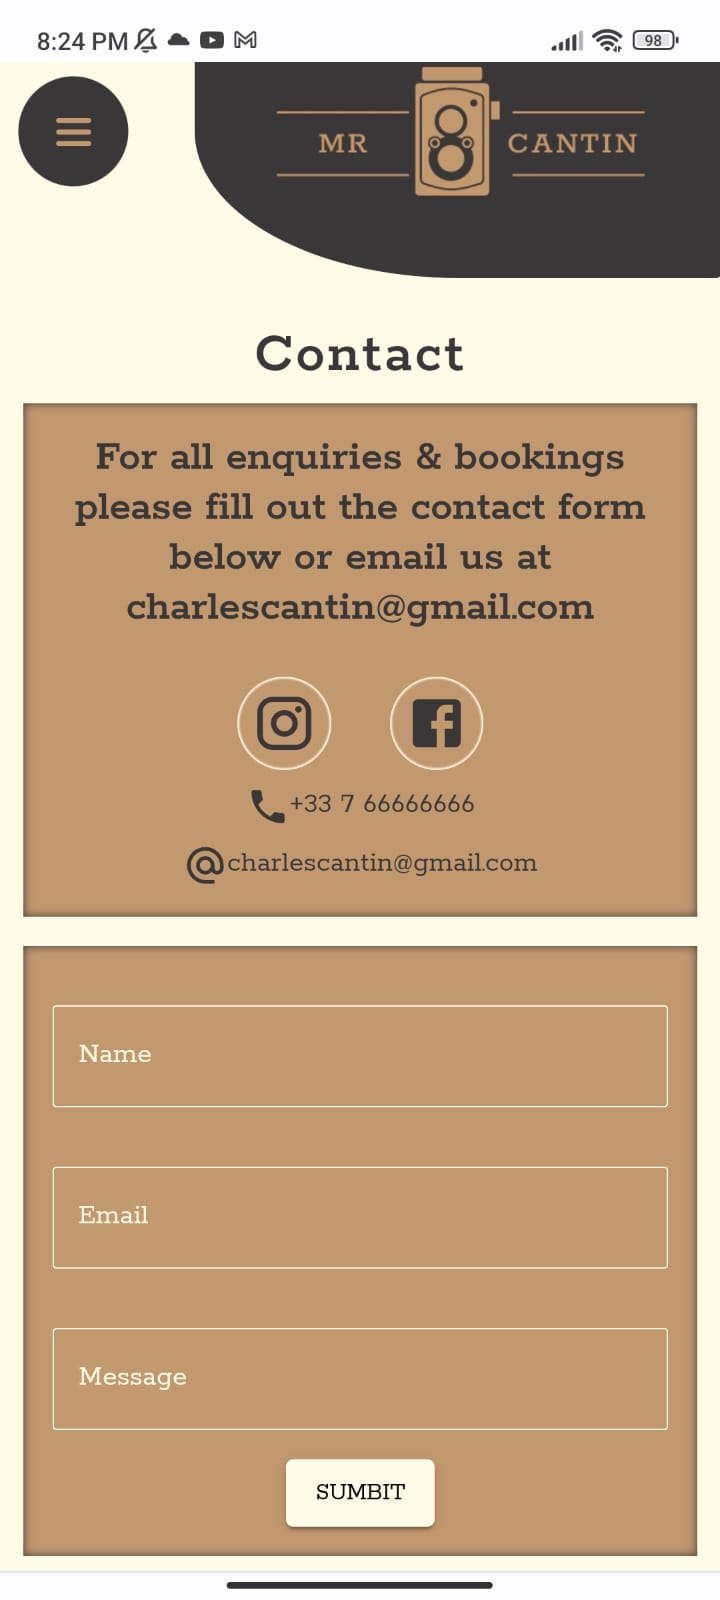 8:24 PM
98
MR CANTIN
Contact
For all enquiries & bookings
please fill out the contact form
below or email us at
charlescantin@gmail.com
+33 7 66666666
@charlescantin@gmail.com
Name
Email
Message
SUMBIT